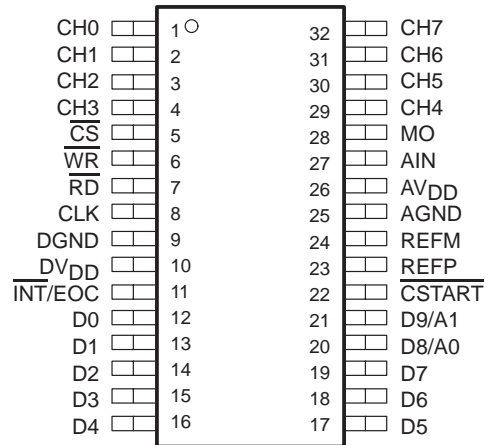 CH0 1 32 CH7
CH1 2 31 CH6
CH2 3 30 CH5
CH3 4 29 CH4
CS 5 28 MO
WR 6 27 AIN
RD 7 26 AVDD
CLK 8 25 AGND
DGND 9 24 REFM
DVDD 10 23 REFP
INT/EOC 11 22 CSTART
D0 12 21 D9/A1
D1 13 20 D8/A0
D2 14 19 D7
D3 15 18 D6
D4 16 17 D5